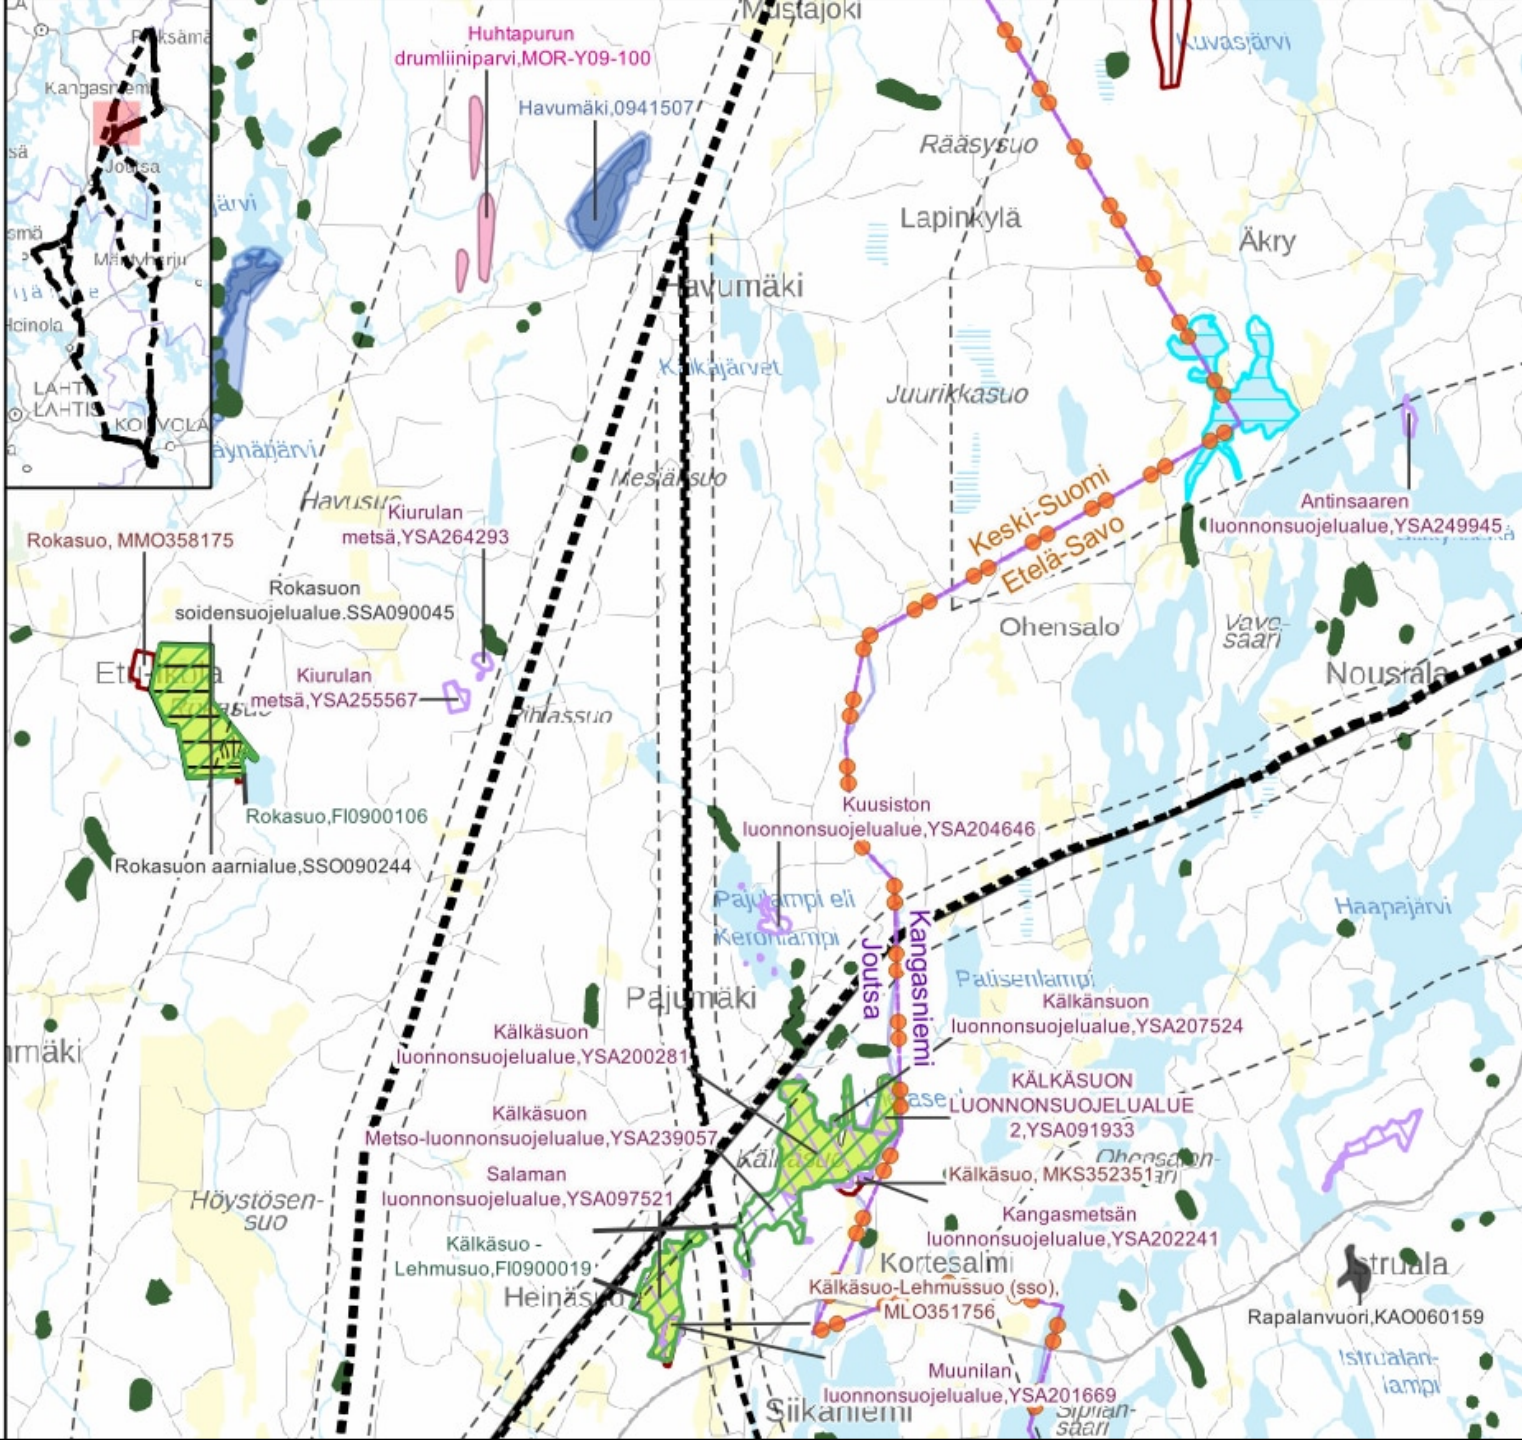 Mustajoki
Kangasniemi
Joutsa
Mäntyharju
Heinola
LAHTI
LAHTIS
KOUVOLA
Huhtapurun
drumliiniparvi,MOR-Y09-100
Havumäki,0941507
Kuvasjärvi
Rääsysuo
Lapinkylä
Äkry
järvi
Havumäki
Juurikkasuo
Havusuo
Kiurulan
metsä,YSA264293
Keski-Suomi
Etelä-Savo
Antinsaaren
luonnonsuojelualue,YSA249945
Rokasuo, MMO358175
Rokasuon
soidensuojelualue.SSA090045
Ohensalo
Nousiala
Kiurulan
metsä,YSA255567
Rokasuo
Rokasuo,FI0900106
Rokasuon aarnialue,SSO090244
Kuusiston
luonnonsuojelualue,YSA204646
Pajulampi eli
Haapajärvi
Kangasniemi
Joutsa
Pajumäki
Kälkänsuon
luonnonsuojelualue,YSA207524
Kälkäsuon
luonnonsuojelualue,YSA200281
KÄLKÄSUON
LUONNONSUOJELUALUE
2,YSA091933
Kälkäsuon
Metso-luonnonsuojelualue,YSA239057
Kälkäsuo
Kälkäsuo, MKS352351
Salaman
luonnonsuojelualue,YSA097521
Höystösen-
suo
Kangasmetsän
luonnonsuojelualue,YSA202241
Kälkäsuo -
Lehmusuo,FI0900019
Heinäsuo
Kortesalmi
Istruala
Kälkäsuo-Lehmussuo (sso),
MLO351756
Rapalanvuori,KAO060159
Istrualan-
lampi
Muunilan
luonnonsuojelualue,YSA201669
Siikaniemi
saari